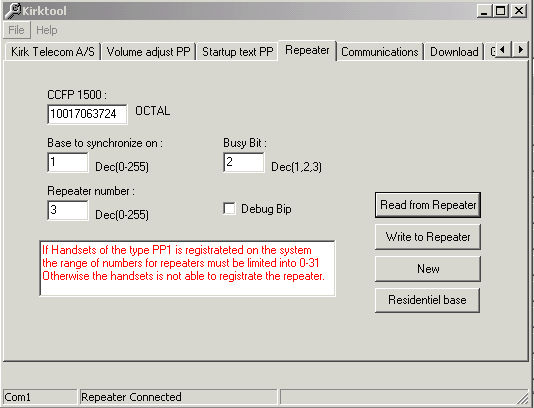 Kirktool
File Help
Kirk Telecom A/S Volume adjust PP Startup text PP Repeater Communications Download
CCFP 1500 :
10017063724 OCTAL
Base to synchronize on : Busy Bit :
1 Dec(0-255) 2 Dec(1,2,3)
Repeater number :
3 Dec(0-255) Debug Bip
Read from Repeater
Write to Repeater
New
Residentiel base
If Handsets of the type PP1 is registrateted on the system
the range of numbers for repeaters must be limited into 0-31
Otherwise the handsets is not able to registrate the repeater.
Com1 Repeater Connected